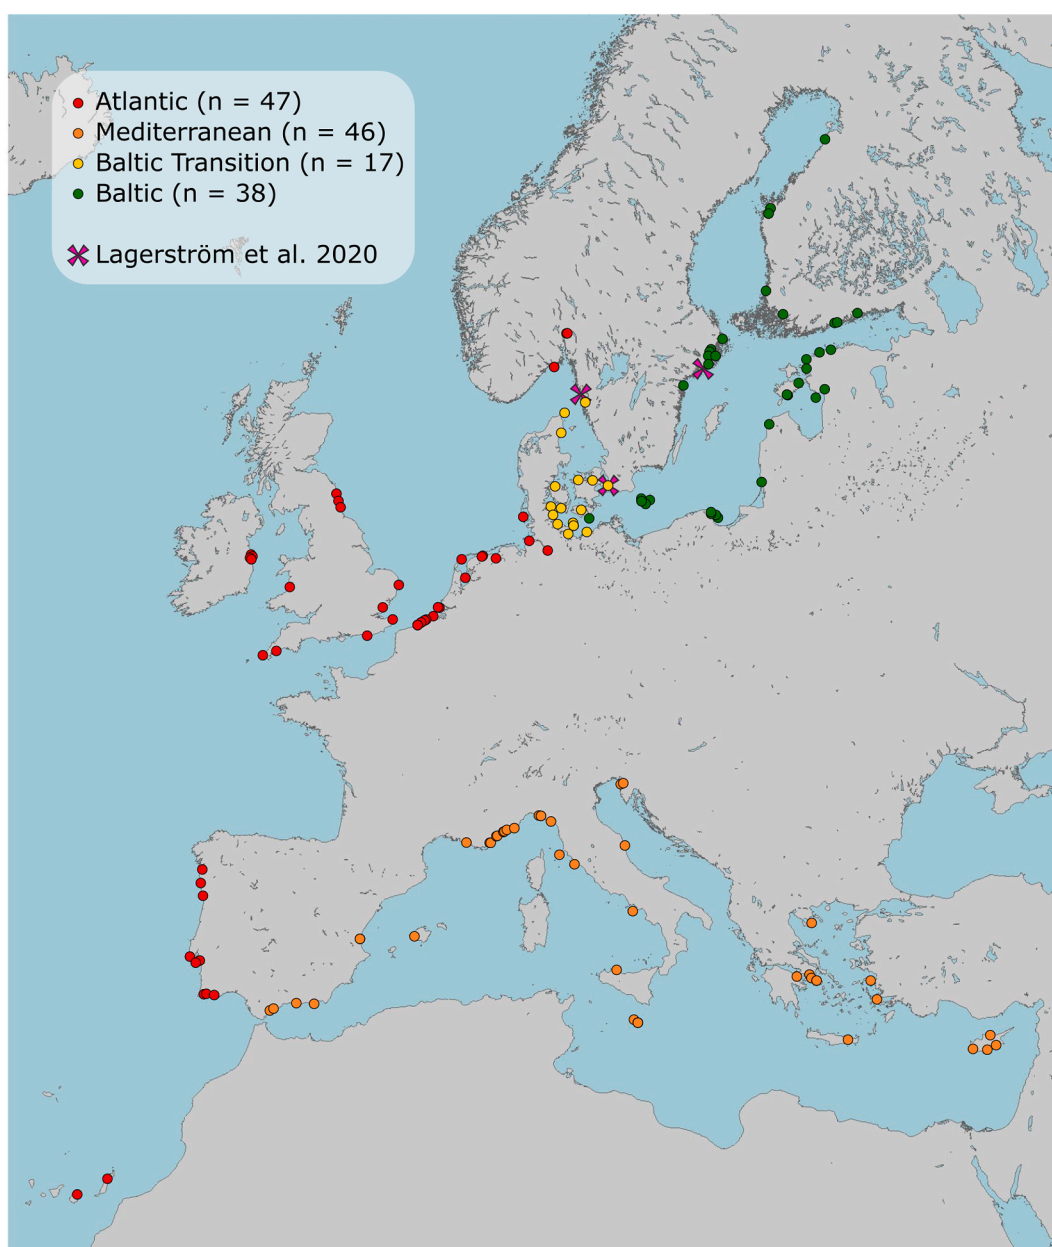 Atlantic (n = 47)
Mediterranean (n = 46)
Baltic Transition (n = 17)
Baltic (n = 38)
Lagerström et al. 2020